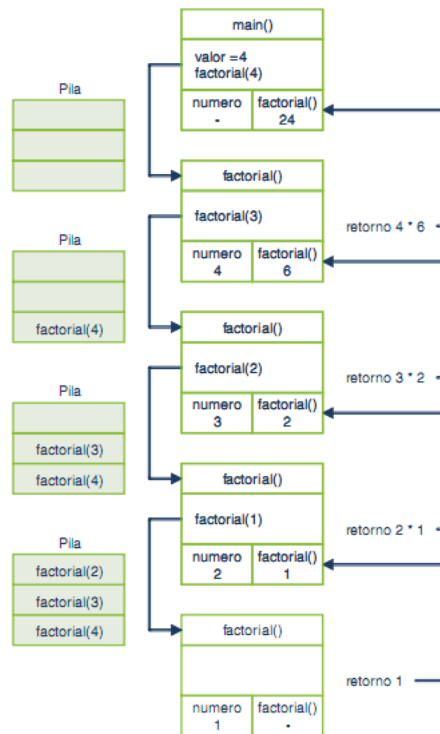 main()
valor =4
factorial(4)
numero
-
factorial()
24
Pila
factorial()
factorial(3)
numero
4
factorial()
6
retorno 4 * 6
Pila
factorial(4)
factorial()
factorial(2)
numero
3
factorial()
2
retorno 3 * 2
Pila
factorial(3)
factorial(4)
factorial()
factorial(1)
numero
2
factorial()
1
retorno 2 * 1
Pila
factorial(2)
factorial(3)
factorial(4)
factorial()
numero
1
factorial()
-
retorno 1